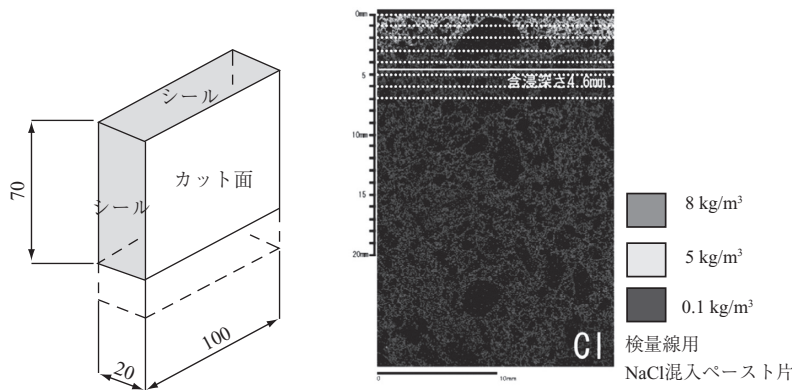 シール
シール
カット面
70
20
100
0mm
5
10mm
15
20mm
含浸深さ4.6mm
Cl
0
10mm
8 kg/m³
5 kg/m³
0.1 kg/m³
検量線用
NaCl混入ペースト片